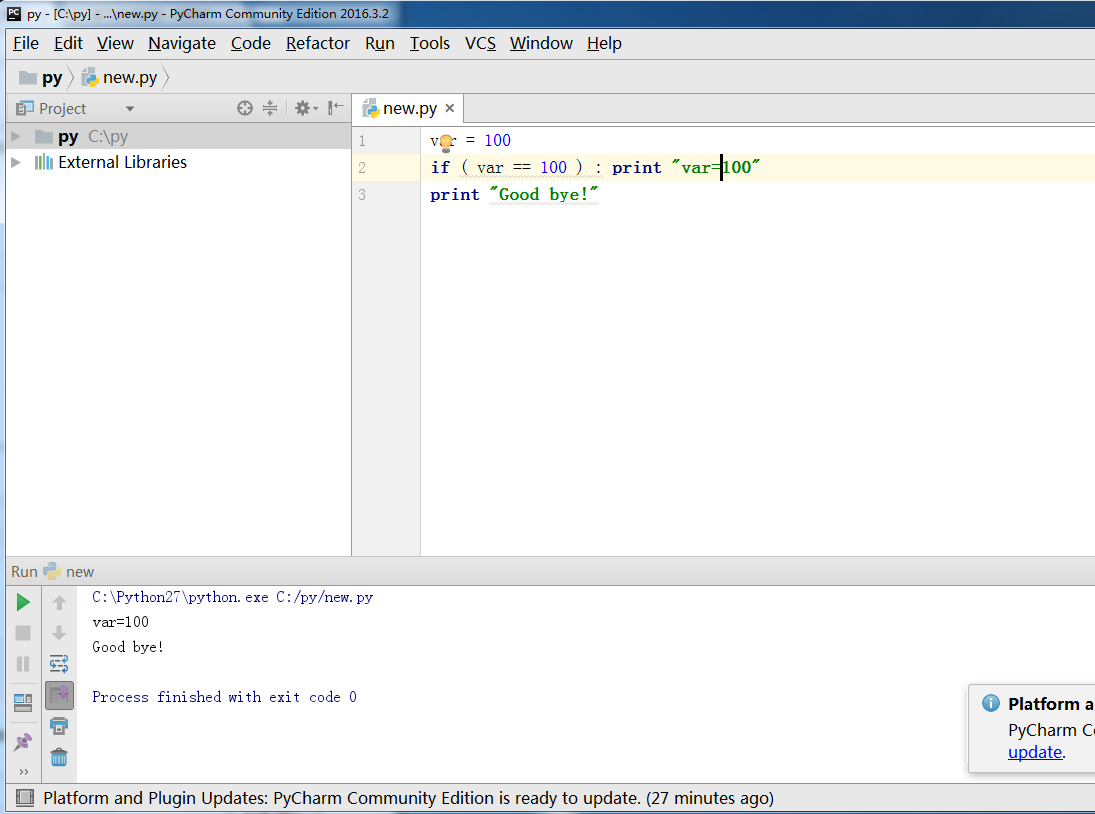 py - [C:\py] - ...\new.py - PyCharm Community Edition 2016.3.2
File Edit View Navigate Code Refactor Run Tools VCS Window Help
py new.py
Project new.py
py C:\py
External Libraries
1 var = 100
2 if ( var == 100 ) : print "var=100"
3 print "Good bye!"
Run new
C:\Python27\python.exe C:/py/new.py
var=100
Good bye!
Process finished with exit code 0
Platform a
PyCharm Co
update.
Platform and Plugin Updates: PyCharm Community Edition is ready to update. (27 minutes ago)